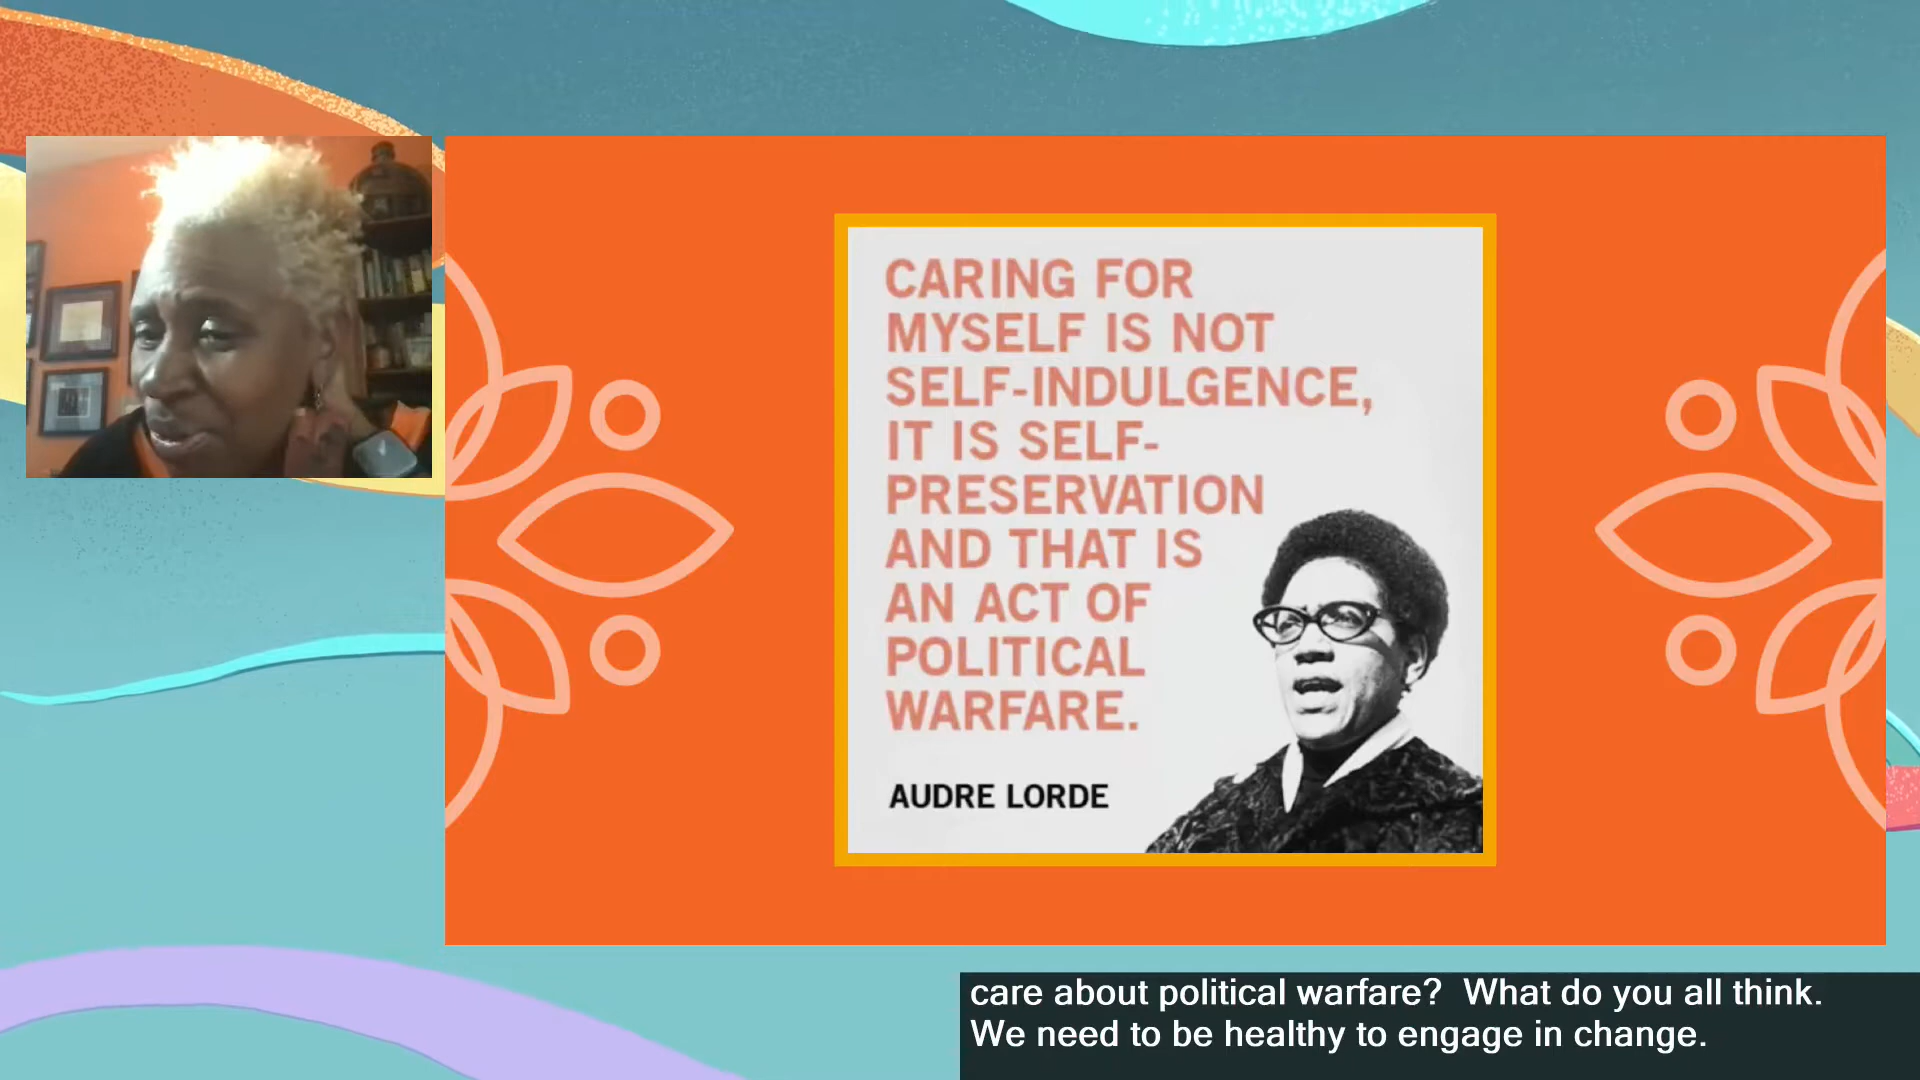 CARING FOR
MYSELF IS NOT
SELF-INDULGENCE,
IT IS SELF-
PRESERVATION
AND THAT IS
AN ACT OF
POLITICAL
WARFARE.
AUDRE LORDE
care about political warfare?  What do you all think.
We need to be healthy to engage in change.